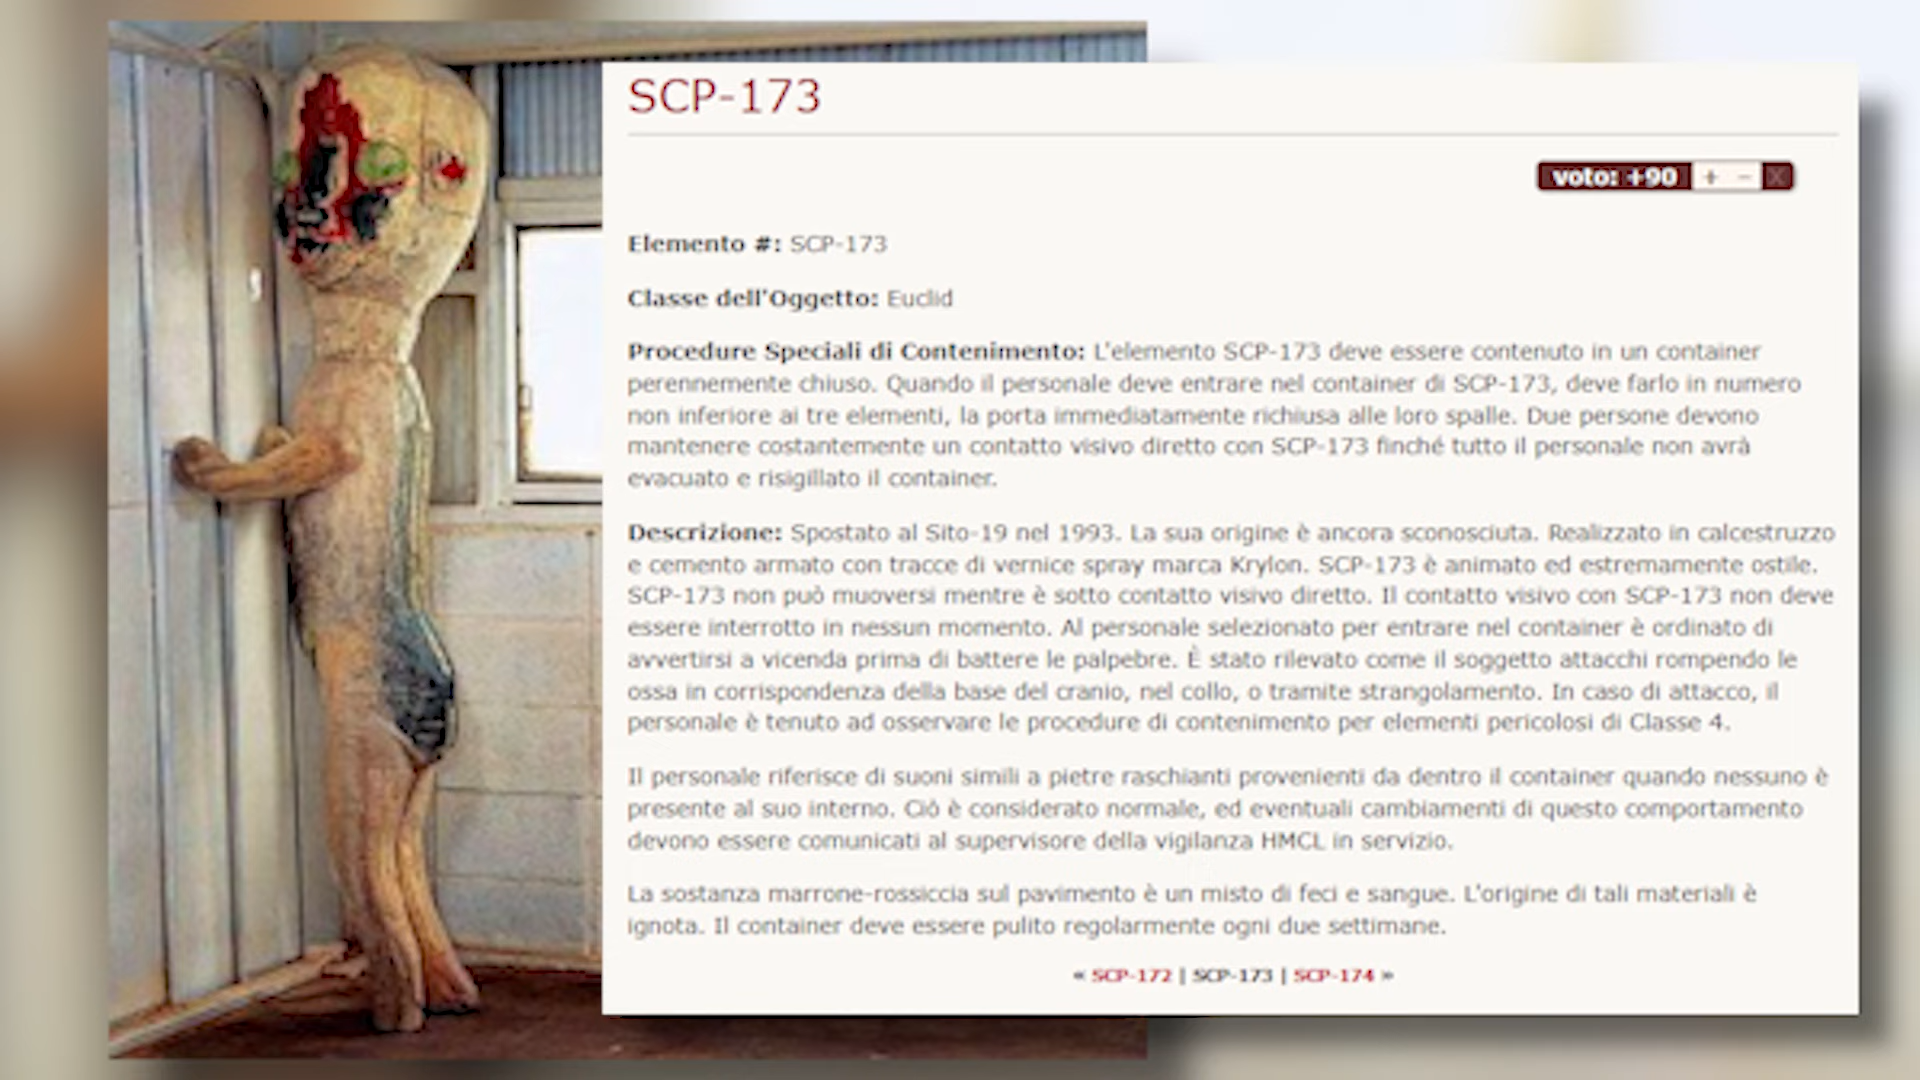 SCP-173
voto: +90 + − X
Elemento #: SCP-173
Classe dell'Oggetto: Euclid
Procedure Speciali di Contenimento: L'elemento SCP-173 deve essere contenuto in un container
perennemente chiuso. Quando il personale deve entrare nel container di SCP-173, deve farlo in numero
non inferiore ai tre elementi, la porta immediatamente richiusa alle loro spalle. Due persone devono
mantenere costantemente un contatto visivo diretto con SCP-173 finché tutto il personale non avrà
evacuato e risigillato il container.
Descrizione: Spostato al Sito-19 nel 1993. La sua origine è ancora sconosciuta. Realizzato in calcestruzzo
e cemento armato con tracce di vernice spray marca Krylon. SCP-173 è animato ed estremamente ostile.
SCP-173 non può muoversi mentre è sotto contatto visivo diretto. Il contatto visivo con SCP-173 non deve
essere interrotto in nessun momento. Al personale selezionato per entrare nel container è ordinato di
avvertirsi a vicenda prima di battere le palpebre. È stato rilevato come il soggetto attacchi rompendo le
ossa in corrispondenza della base del cranio, nel collo, o tramite strangolamento. In caso di attacco, il
personale è tenuto ad osservare le procedure di contenimento per elementi pericolosi di Classe 4.
Il personale riferisce di suoni simili a pietre raschianti provenienti da dentro il container quando nessuno è
presente al suo interno. Ciò è considerato normale, ed eventuali cambiamenti di questo comportamento
devono essere comunicati al supervisore della vigilanza HMCL in servizio.
La sostanza marrone-rossiccia sul pavimento è un misto di feci e sangue. L'origine di tali materiali è
ignota. Il container deve essere pulito regolarmente ogni due settimane.
« SCP-172 | SCP-173 | SCP-174 »